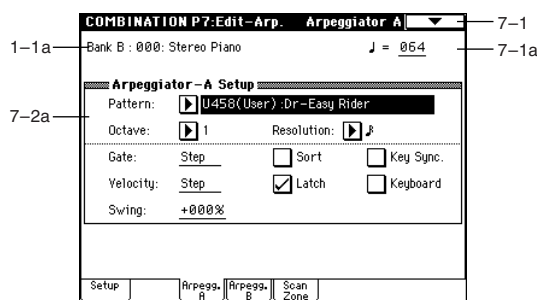 COMBINATION P7:Edit-Arp. Arpeggiator A
7-1
1-1a
Bank B : 000: Stereo Piano
♩ = 064
7-1a
Arpeggiator-A Setup
7-2a
Pattern: U458(User) :Dr-Easy Rider
Octave: 1 Resolution: ♪
Gate: Step Sort Key Sync.
Velocity: Step Latch Keyboard
Swing: +000%
Setup Arpegg. A Arpegg. B Scan Zone